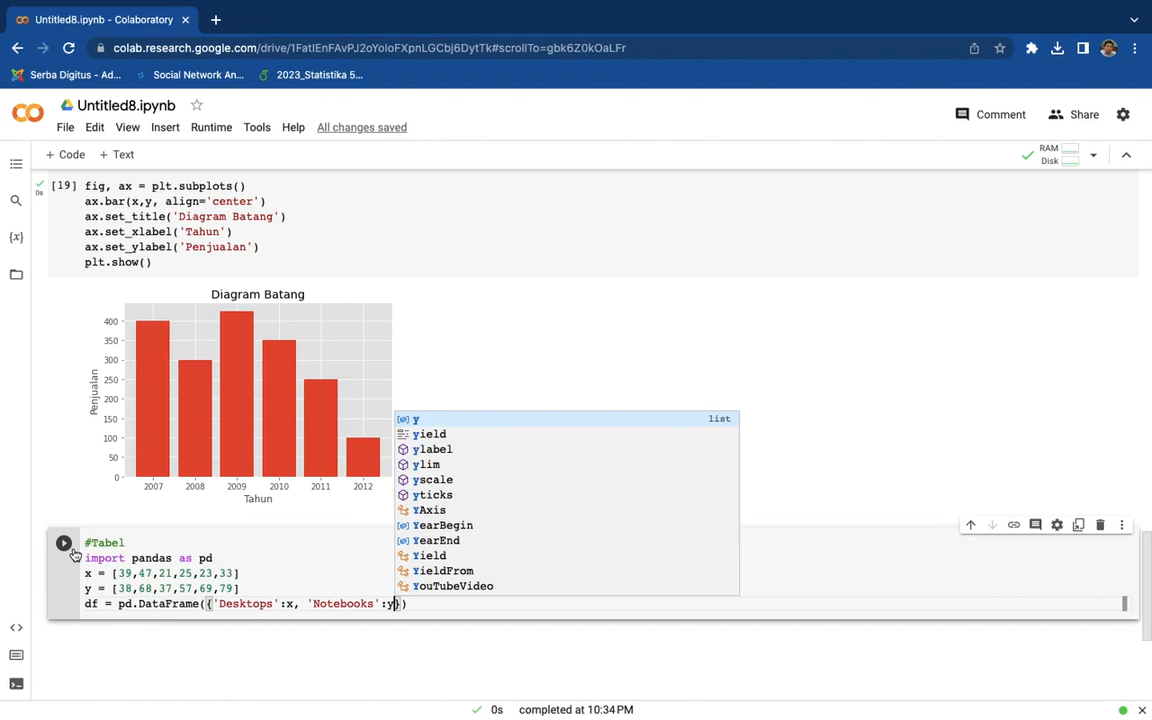 Untitled8.ipynb - Colaboratory
colab.research.google.com/drive/1FatIEnFAvPJ2oYoIoFXpnLGCbj6DytTk#scrollTo=gbk6Z0kOaLFr
Serba Digitus - Ad...
Social Network An...
2023_Statistika 5...
Untitled8.ipynb
Comment
Share
File Edit View Insert Runtime Tools Help All changes saved
+ Code + Text
RAM
Disk
[19] fig, ax = plt.subplots()
0s
ax.bar(x,y, align='center')
ax.set_title('Diagram Batang')
ax.set_xlabel('Tahun')
ax.set_ylabel('Penjualan')
plt.show()
Diagram Batang
400
350
300
250
200
150
100
50
0
Penjualan
2007 2008 2009 2010 2011 2012
Tahun
y list
yield
ylabel
ylim
yscale
yticks
YAxis
YearBegin
YearEnd
Yield
YieldFrom
YouTubeVideo
#Tabel
import pandas as pd
x = [39,47,21,25,23,33]
y = [38,68,37,57,69,79]
df = pd.DataFrame({'Desktops':x, 'Notebooks':y})
0s completed at 10:34 PM